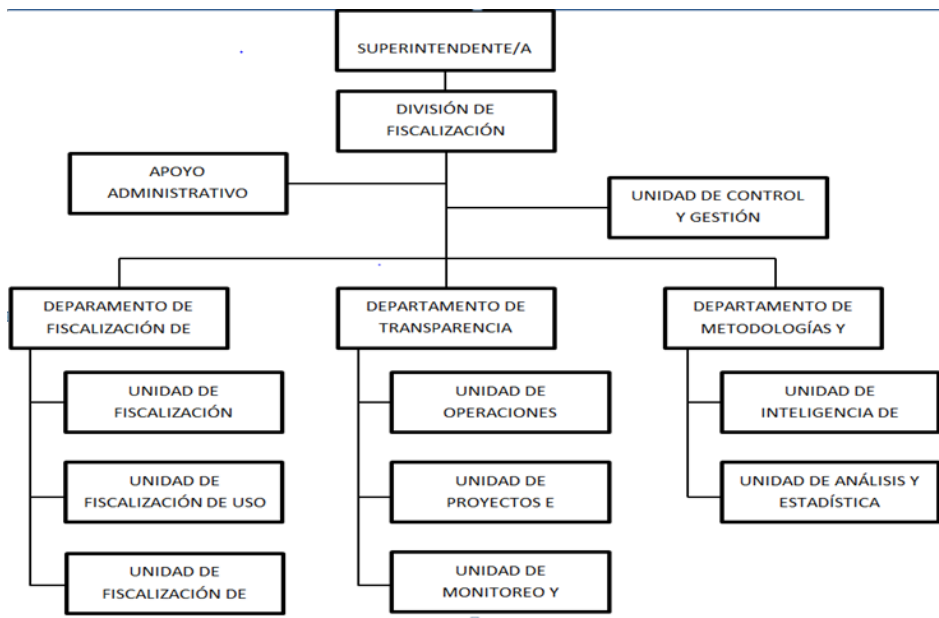 SUPERINTENDENTE/A
DIVISIÓN DE
FISCALIZACIÓN
APOYO
ADMINISTRATIVO
UNIDAD DE CONTROL
Y GESTIÓN
DEPARAMENTO DE
FISCALIZACIÓN DE
DEPARTAMENTO DE
TRANSPARENCIA
DEPARTAMENTO DE
METODOLOGÍAS Y
UNIDAD DE
FISCALIZACIÓN
UNIDAD DE
OPERACIONES
UNIDAD DE
INTELIGENCIA DE
UNIDAD DE
FISCALIZACIÓN DE USO
UNIDAD DE
PROYECTOS E
UNIDAD DE ANÁLISIS Y
ESTADÍSTICA
UNIDAD DE
FISCALIZACIÓN DE
UNIDAD DE
MONITOREO Y